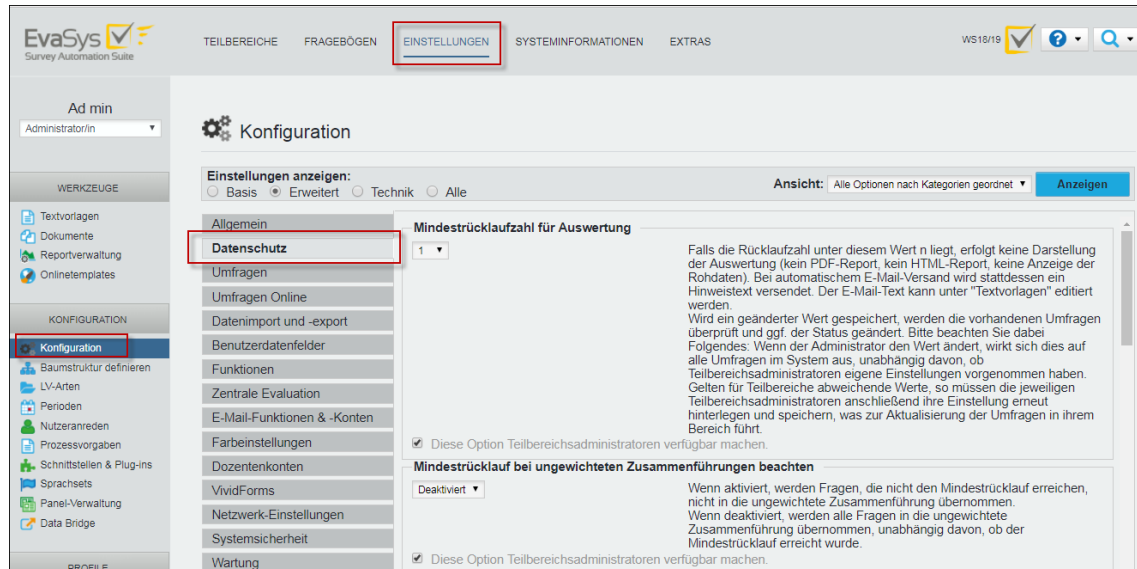 EvaSys
Survey Automation Suite
TEILBEREICHE FRAGEBÖGEN EINSTELLUNGEN SYSTEMINFORMATIONEN EXTRAS
WS18/19
Ad min
Administrator/in
WERKZEUGE
Textvorlagen
Dokumente
Reportverwaltung
Onlinetemplates
KONFIGURATION
Konfiguration
Baumstruktur definieren
LV-Arten
Perioden
Nutzeranreden
Prozessvorgaben
Schnittstellen & Plug-ins
Sprachsets
Panel-Verwaltung
Data Bridge
PROFILE
Konfiguration
Einstellungen anzeigen:
Basis Erweitert Technik Alle
Ansicht: Alle Optionen nach Kategorien geordnet Anzeigen
Allgemein
Datenschutz
Umfragen
Umfragen Online
Datenimport und -export
Benutzerdatenfelder
Funktionen
Zentrale Evaluation
E-Mail-Funktionen & -Konten
Farbeinstellungen
Dozentenkonten
VividForms
Netzwerk-Einstellungen
Systemsicherheit
Wartung
Mindestrücklaufzahl für Auswertung
1
Falls die Rücklaufzahl unter diesem Wert n liegt, erfolgt keine Darstellung
der Auswertung (kein PDF-Report, kein HTML-Report, keine Anzeige der
Rohdaten). Bei automatischem E-Mail-Versand wird stattdessen ein
Hinweistext versendet. Der E-Mail-Text kann unter "Textvorlagen" editiert
werden.
Wird ein geänderter Wert gespeichert, werden die vorhandenen Umfragen
überprüft und ggf. der Status geändert. Bitte beachten Sie dabei
Folgendes: Wenn der Administrator den Wert ändert, wirkt sich dies auf
alle Umfragen im System aus, unabhängig davon, ob
Teilbereichsadministratoren eigene Einstellungen vorgenommen haben.
Gelten für Teilbereiche abweichende Werte, so müssen die jeweiligen
Teilbereichsadministratoren anschließend ihre Einstellung erneut
hinterlegen und speichern, was zur Aktualisierung der Umfragen in ihrem
Bereich führt.
Diese Option Teilbereichsadministratoren verfügbar machen.
Mindestrücklauf bei ungewichteten Zusammenführungen beachten
Deaktiviert
Wenn aktiviert, werden Fragen, die nicht den Mindestrücklauf erreichen,
nicht in die ungewichtete Zusammenführung übernommen.
Wenn deaktiviert, werden alle Fragen in die ungewichtete
Zusammenführung übernommen, unabhängig davon, ob der
Mindestrücklauf erreicht wurde.
Diese Option Teilbereichsadministratoren verfügbar machen.